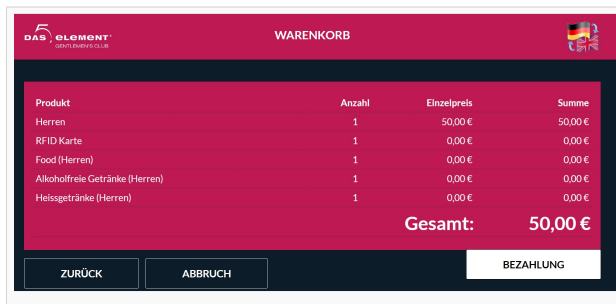 5
DAS ELEMENT
GENTLEMEN'S CLUB
WARENKORB
Produkt Anzahl Einzelpreis Summe
Herren 1 50,00 € 50,00 €
RFID Karte 1 0,00 € 0,00 €
Food (Herren) 1 0,00 € 0,00 €
Alkoholfreie Getränke (Herren) 1 0,00 € 0,00 €
Heissgetränke (Herren) 1 0,00 € 0,00 €
Gesamt: 50,00 €
ZURÜCK ABBRUCH BEZAHLUNG